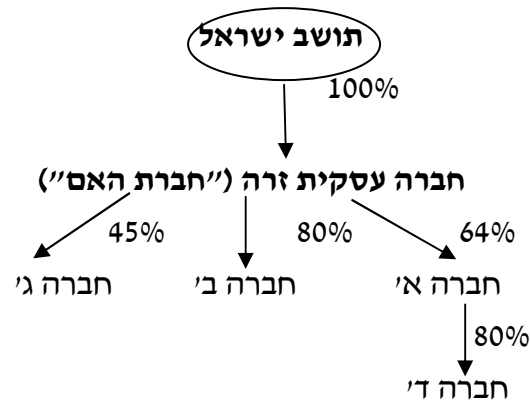 תושב ישראל
100%
חברה עסקית זרה ("חברת האם")
64% 80% 45%
חברה א' חברה ב' חברה ג'
80%
חברה ד'